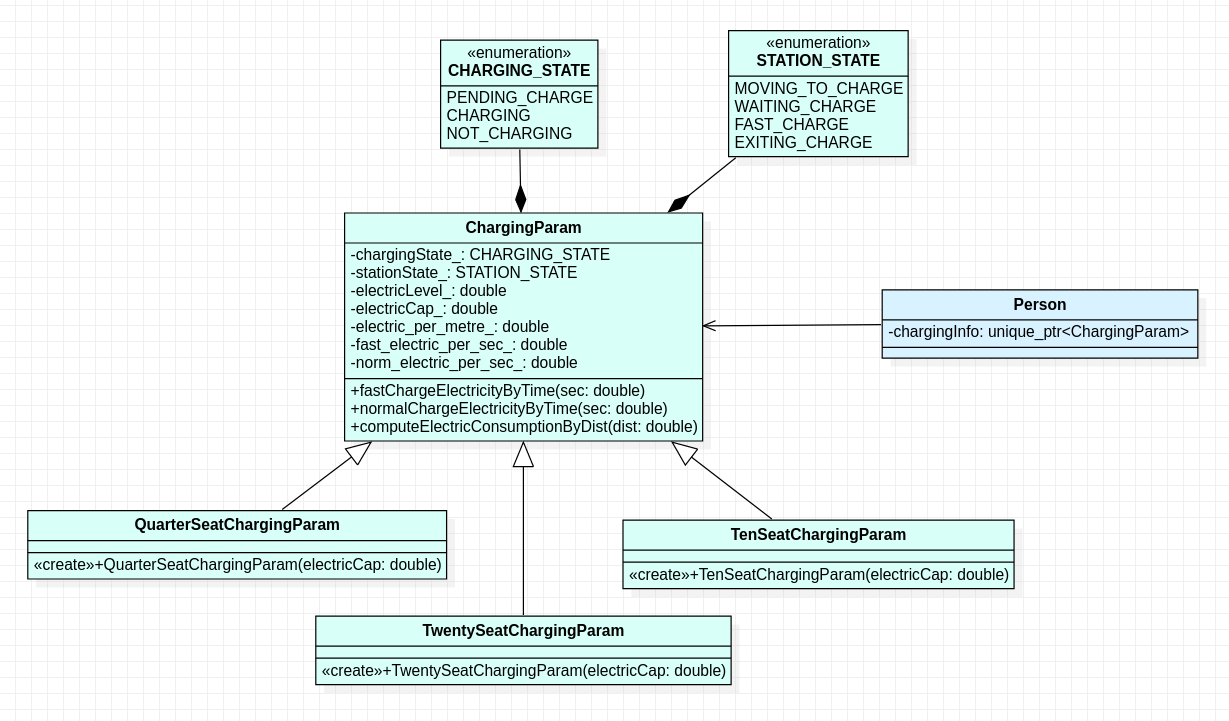 «enumeration»
CHARGING_STATE
PENDING_CHARGE
CHARGING
NOT_CHARGING
«enumeration»
STATION_STATE
MOVING_TO_CHARGE
WAITING_CHARGE
FAST_CHARGE
EXITING_CHARGE
ChargingParam
-chargingState_: CHARGING_STATE
-stationState_: STATION_STATE
-electricLevel_: double
-electricCap_: double
-electric_per_metre_: double
-fast_electric_per_sec_: double
-norm_electric_per_sec_: double
+fastChargeElectricityByTime(sec: double)
+normalChargeElectricityByTime(sec: double)
+computeElectricConsumptionByDist(dist: double)
Person
-chargingInfo: unique_ptr<ChargingParam>
QuarterSeatChargingParam
«create»+QuarterSeatChargingParam(electricCap: double)
TenSeatChargingParam
«create»+TenSeatChargingParam(electricCap: double)
TwentySeatChargingParam
«create»+TwentySeatChargingParam(electricCap: double)